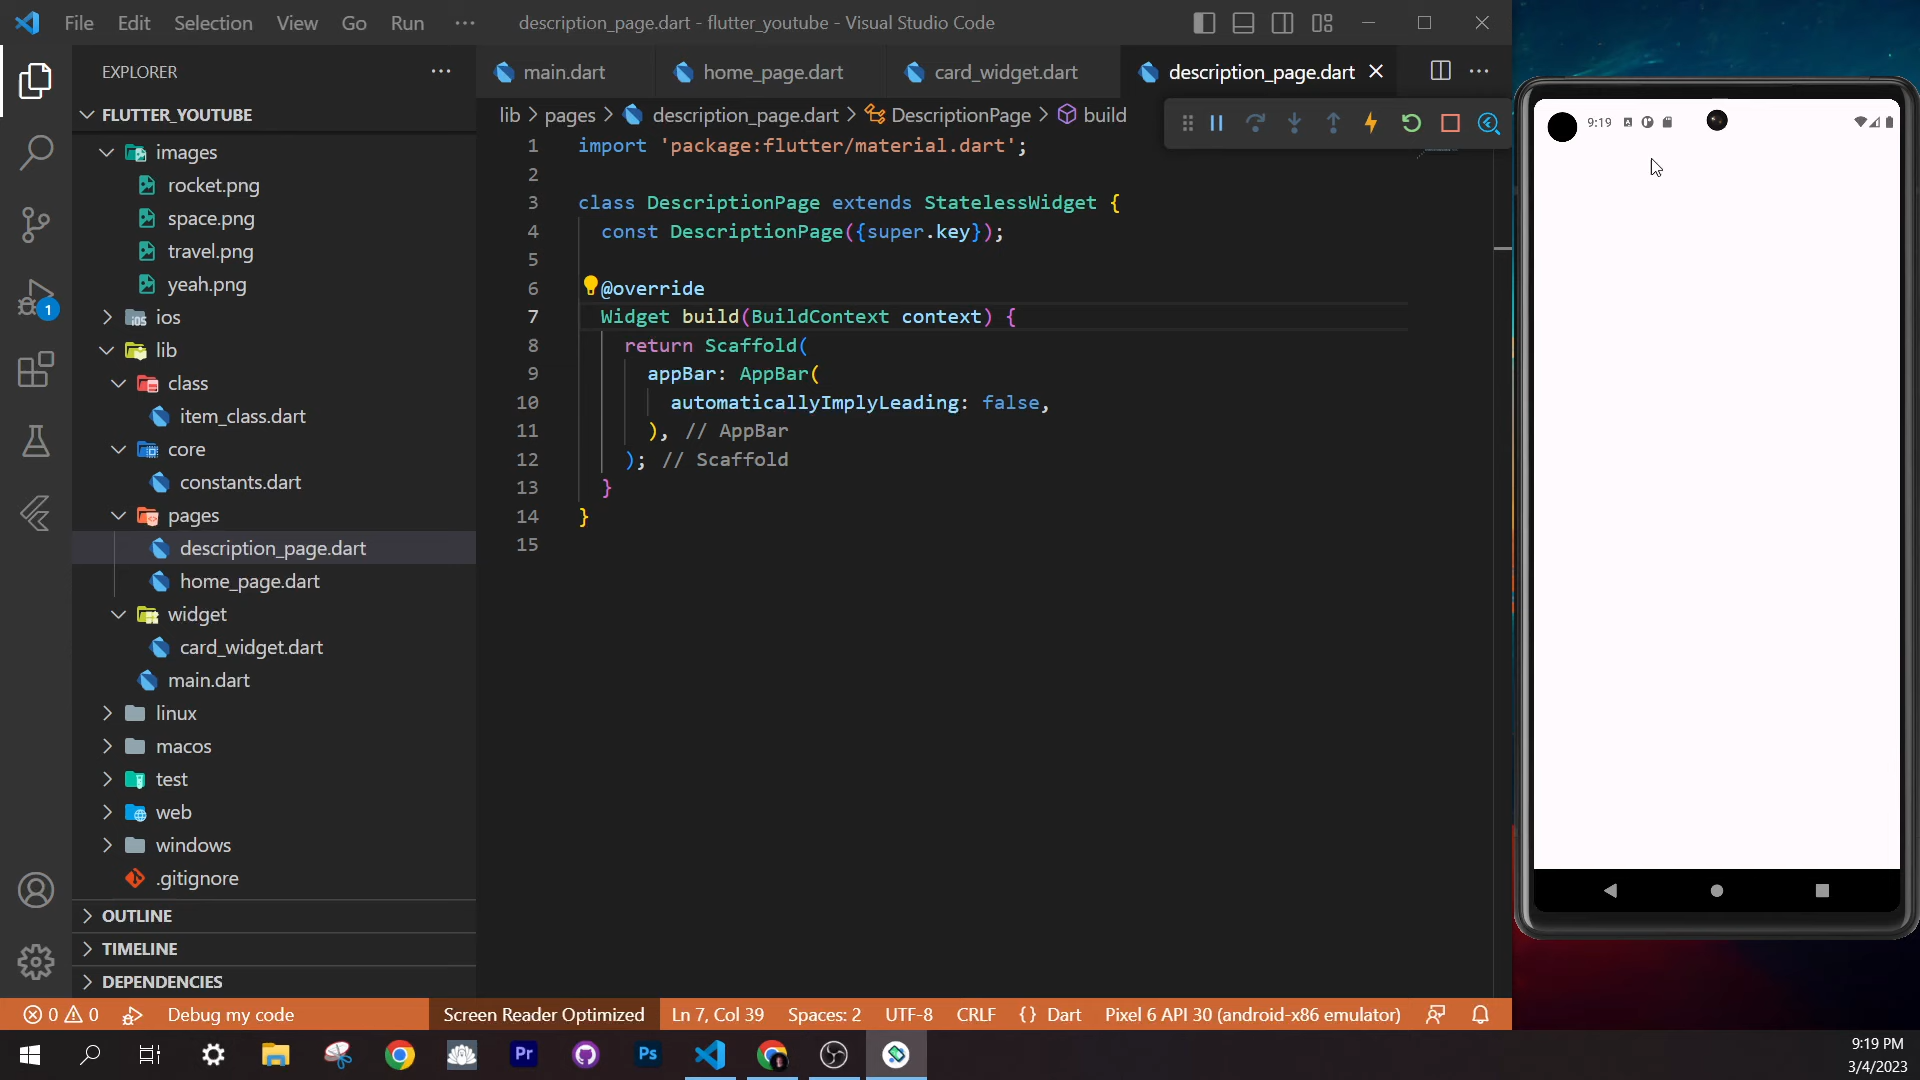 File Edit Selection View Go Run ··· description_page.dart - flutter_youtube - Visual Studio Code
EXPLORER ···
main.dart home_page.dart card_widget.dart description_page.dart
FLUTTER_YOUTUBE
lib > pages > description_page.dart > DescriptionPage > build
images
rocket.png
space.png
travel.png
yeah.png
ios
lib
class
item_class.dart
core
constants.dart
pages
description_page.dart
home_page.dart
widget
card_widget.dart
main.dart
linux
macos
test
web
windows
.gitignore
OUTLINE
TIMELINE
DEPENDENCIES
1
1 import 'package:flutter/material.dart';
2
3 class DescriptionPage extends StatelessWidget {
4 const DescriptionPage({super.key});
5
6 @override
7 Widget build(BuildContext context) {
8 return Scaffold(
9 appBar: AppBar(
10 automaticallyImplyLeading: false,
11 ), // AppBar
12 ); // Scaffold
13 }
14 }
15
9:19
0 0 Debug my code Screen Reader Optimized Ln 7, Col 39 Spaces: 2 UTF-8 CRLF {} Dart Pixel 6 API 30 (android-x86 emulator)
Pr Ps
9:19 PM
3/4/2023